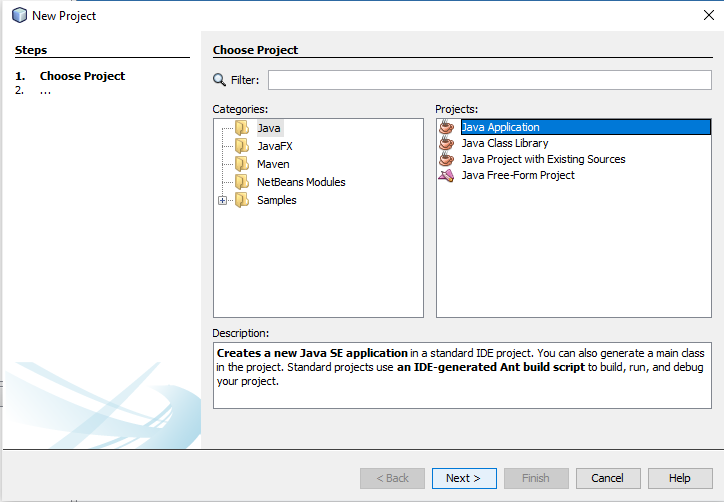 New Project
Steps
1. Choose Project
2. ...
Choose Project
Filter:
Categories:
Java
JavaFX
Maven
NetBeans Modules
Samples
Projects:
Java Application
Java Class Library
Java Project with Existing Sources
Java Free-Form Project
Description:
Creates a new Java SE application in a standard IDE project. You can also generate a main class
in the project. Standard projects use an IDE-generated Ant build script to build, run, and debug
your project.
< Back
Next >
Finish
Cancel
Help